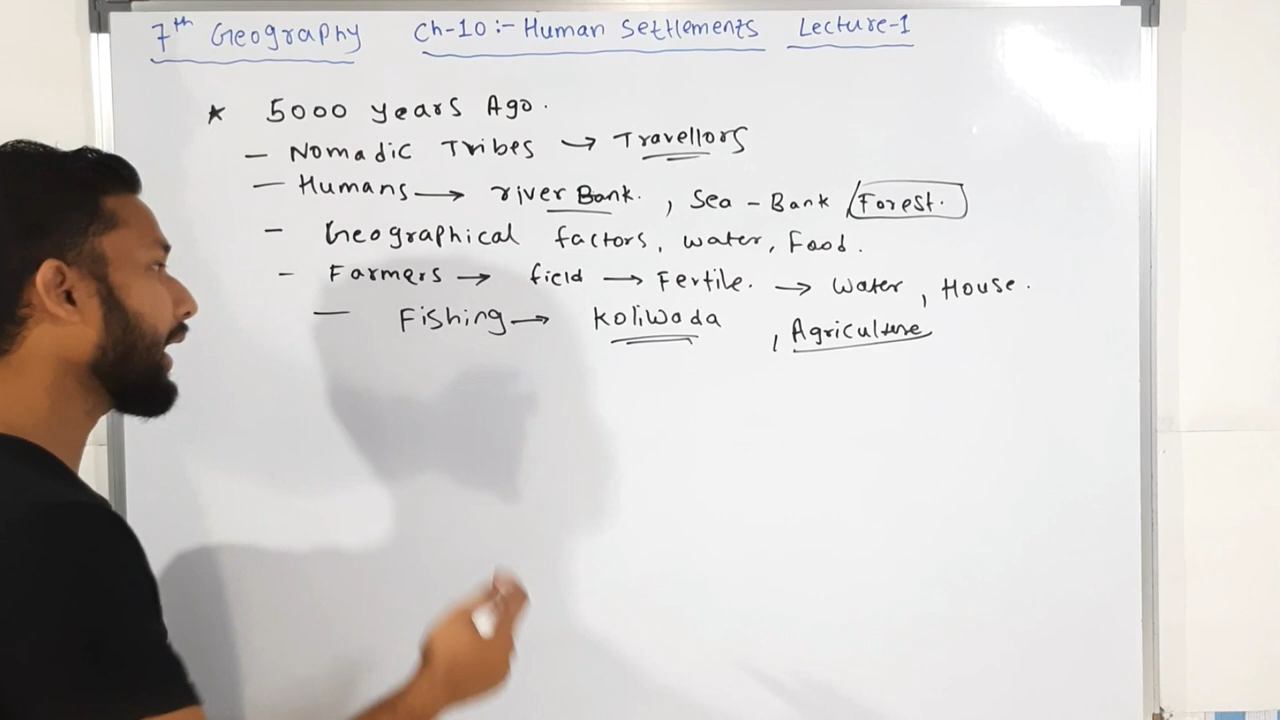 7th Geography Ch-10:- Human Settlements Lecture-1
* 5000 years Ago.
- Nomadic Tribes → Travellors
- Humans → river Bank. , Sea - Bank Forest.
- Geographical factors, water, Food.
- Farmers → field → Fertile. → water , House.
- Fishing → Koliwada , Agriculture